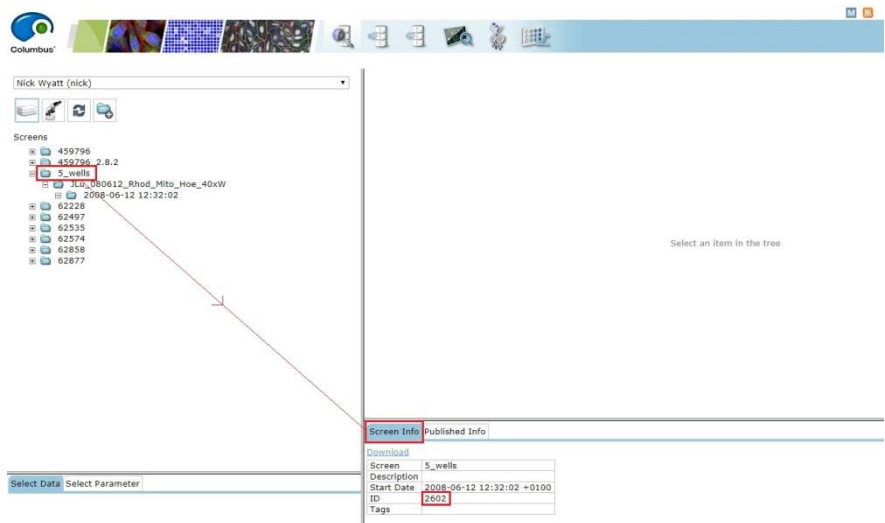 M
Columbus
Nick Wyatt (nick)
Screens
459796
459796_2.8.2
5_wells
JLu_080612_Rhod_Mito_Hoe_40xW
2008-06-12 12:32:02
62228
62497
62535
62574
62858
62877
Select an item in the tree
Screen Info Published Info
Download
Screen 5_wells
Description
Start Date 2008-06-12 12:32:02 +0100
ID 2602
Tags
Select Data Select Parameter